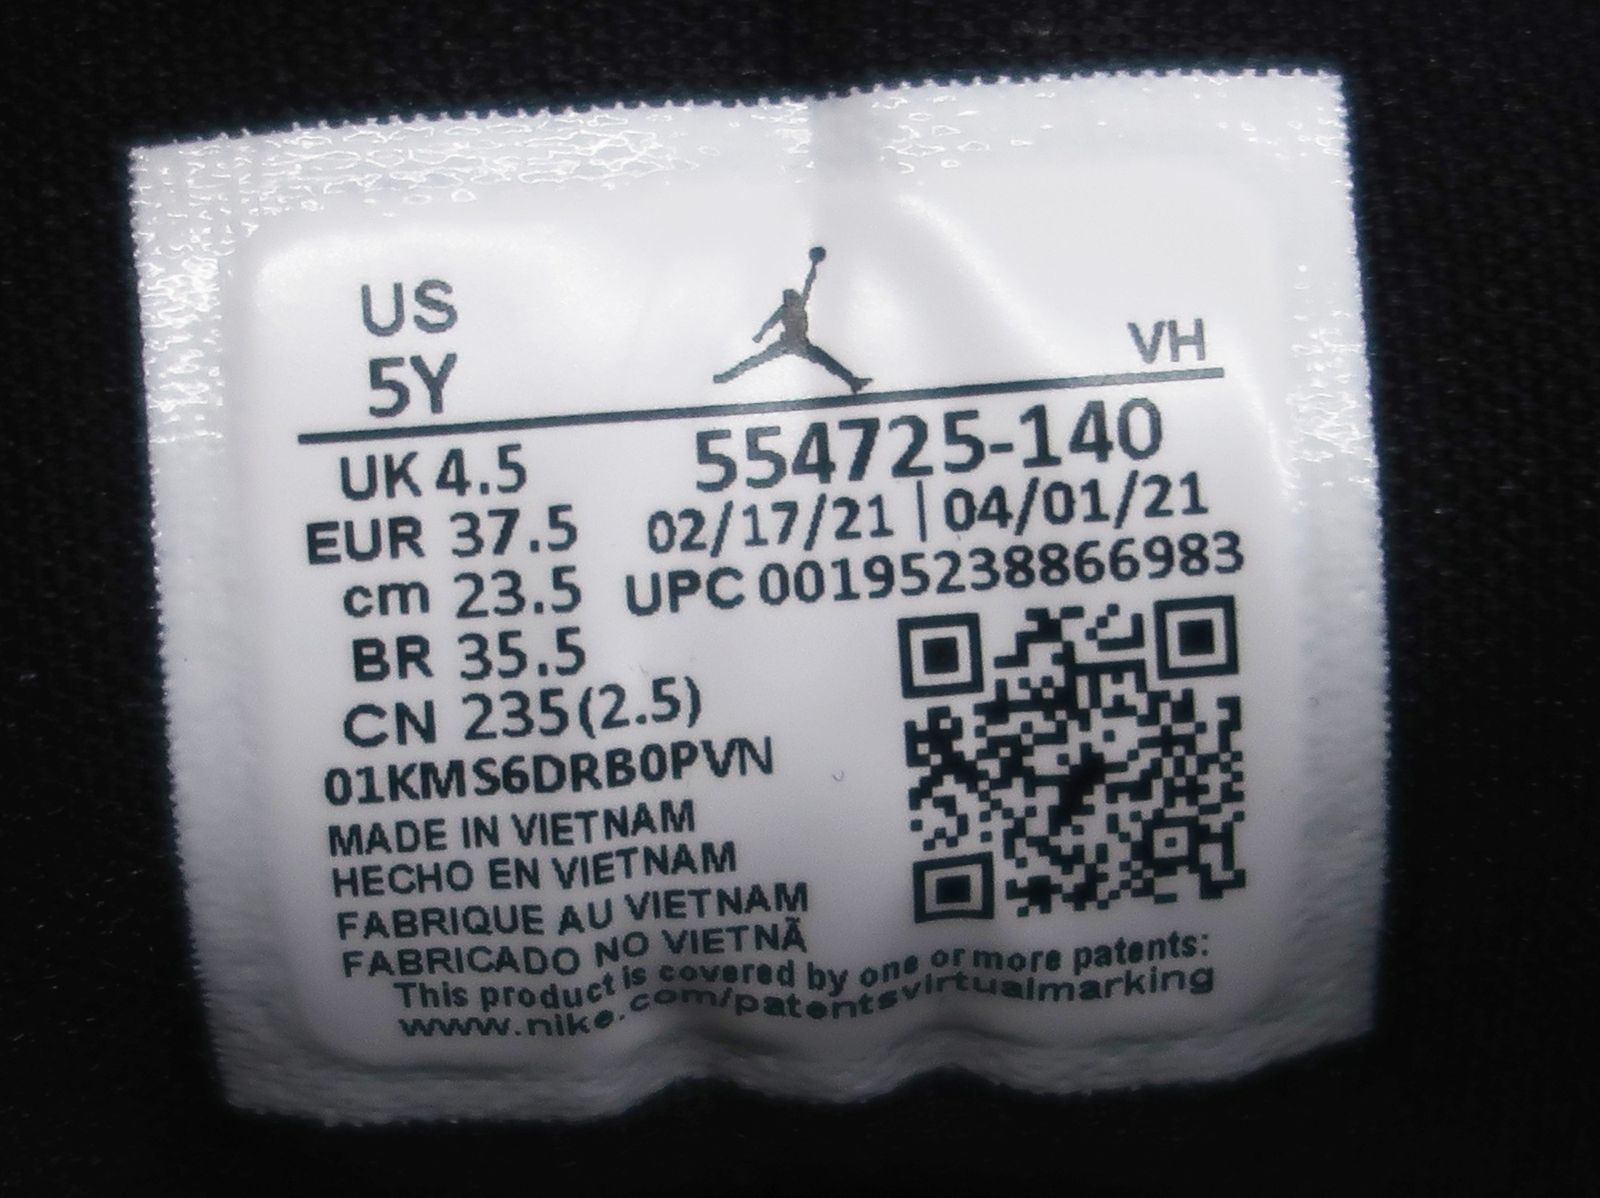 US
5Y
VH
UK 4.5
EUR 37.5
cm 23.5
BR 35.5
CN 235(2.5)
554725-140
02/17/21 | 04/01/21
UPC 00195238866983
01KMS6DRB0PVN
MADE IN VIETNAM
HECHO EN VIETNAM
FABRIQUE AU VIETNAM
FABRICADO NO VIETNÃ
This product is covered by one or more patents:
www.nike.com/patentsvirtualmarking